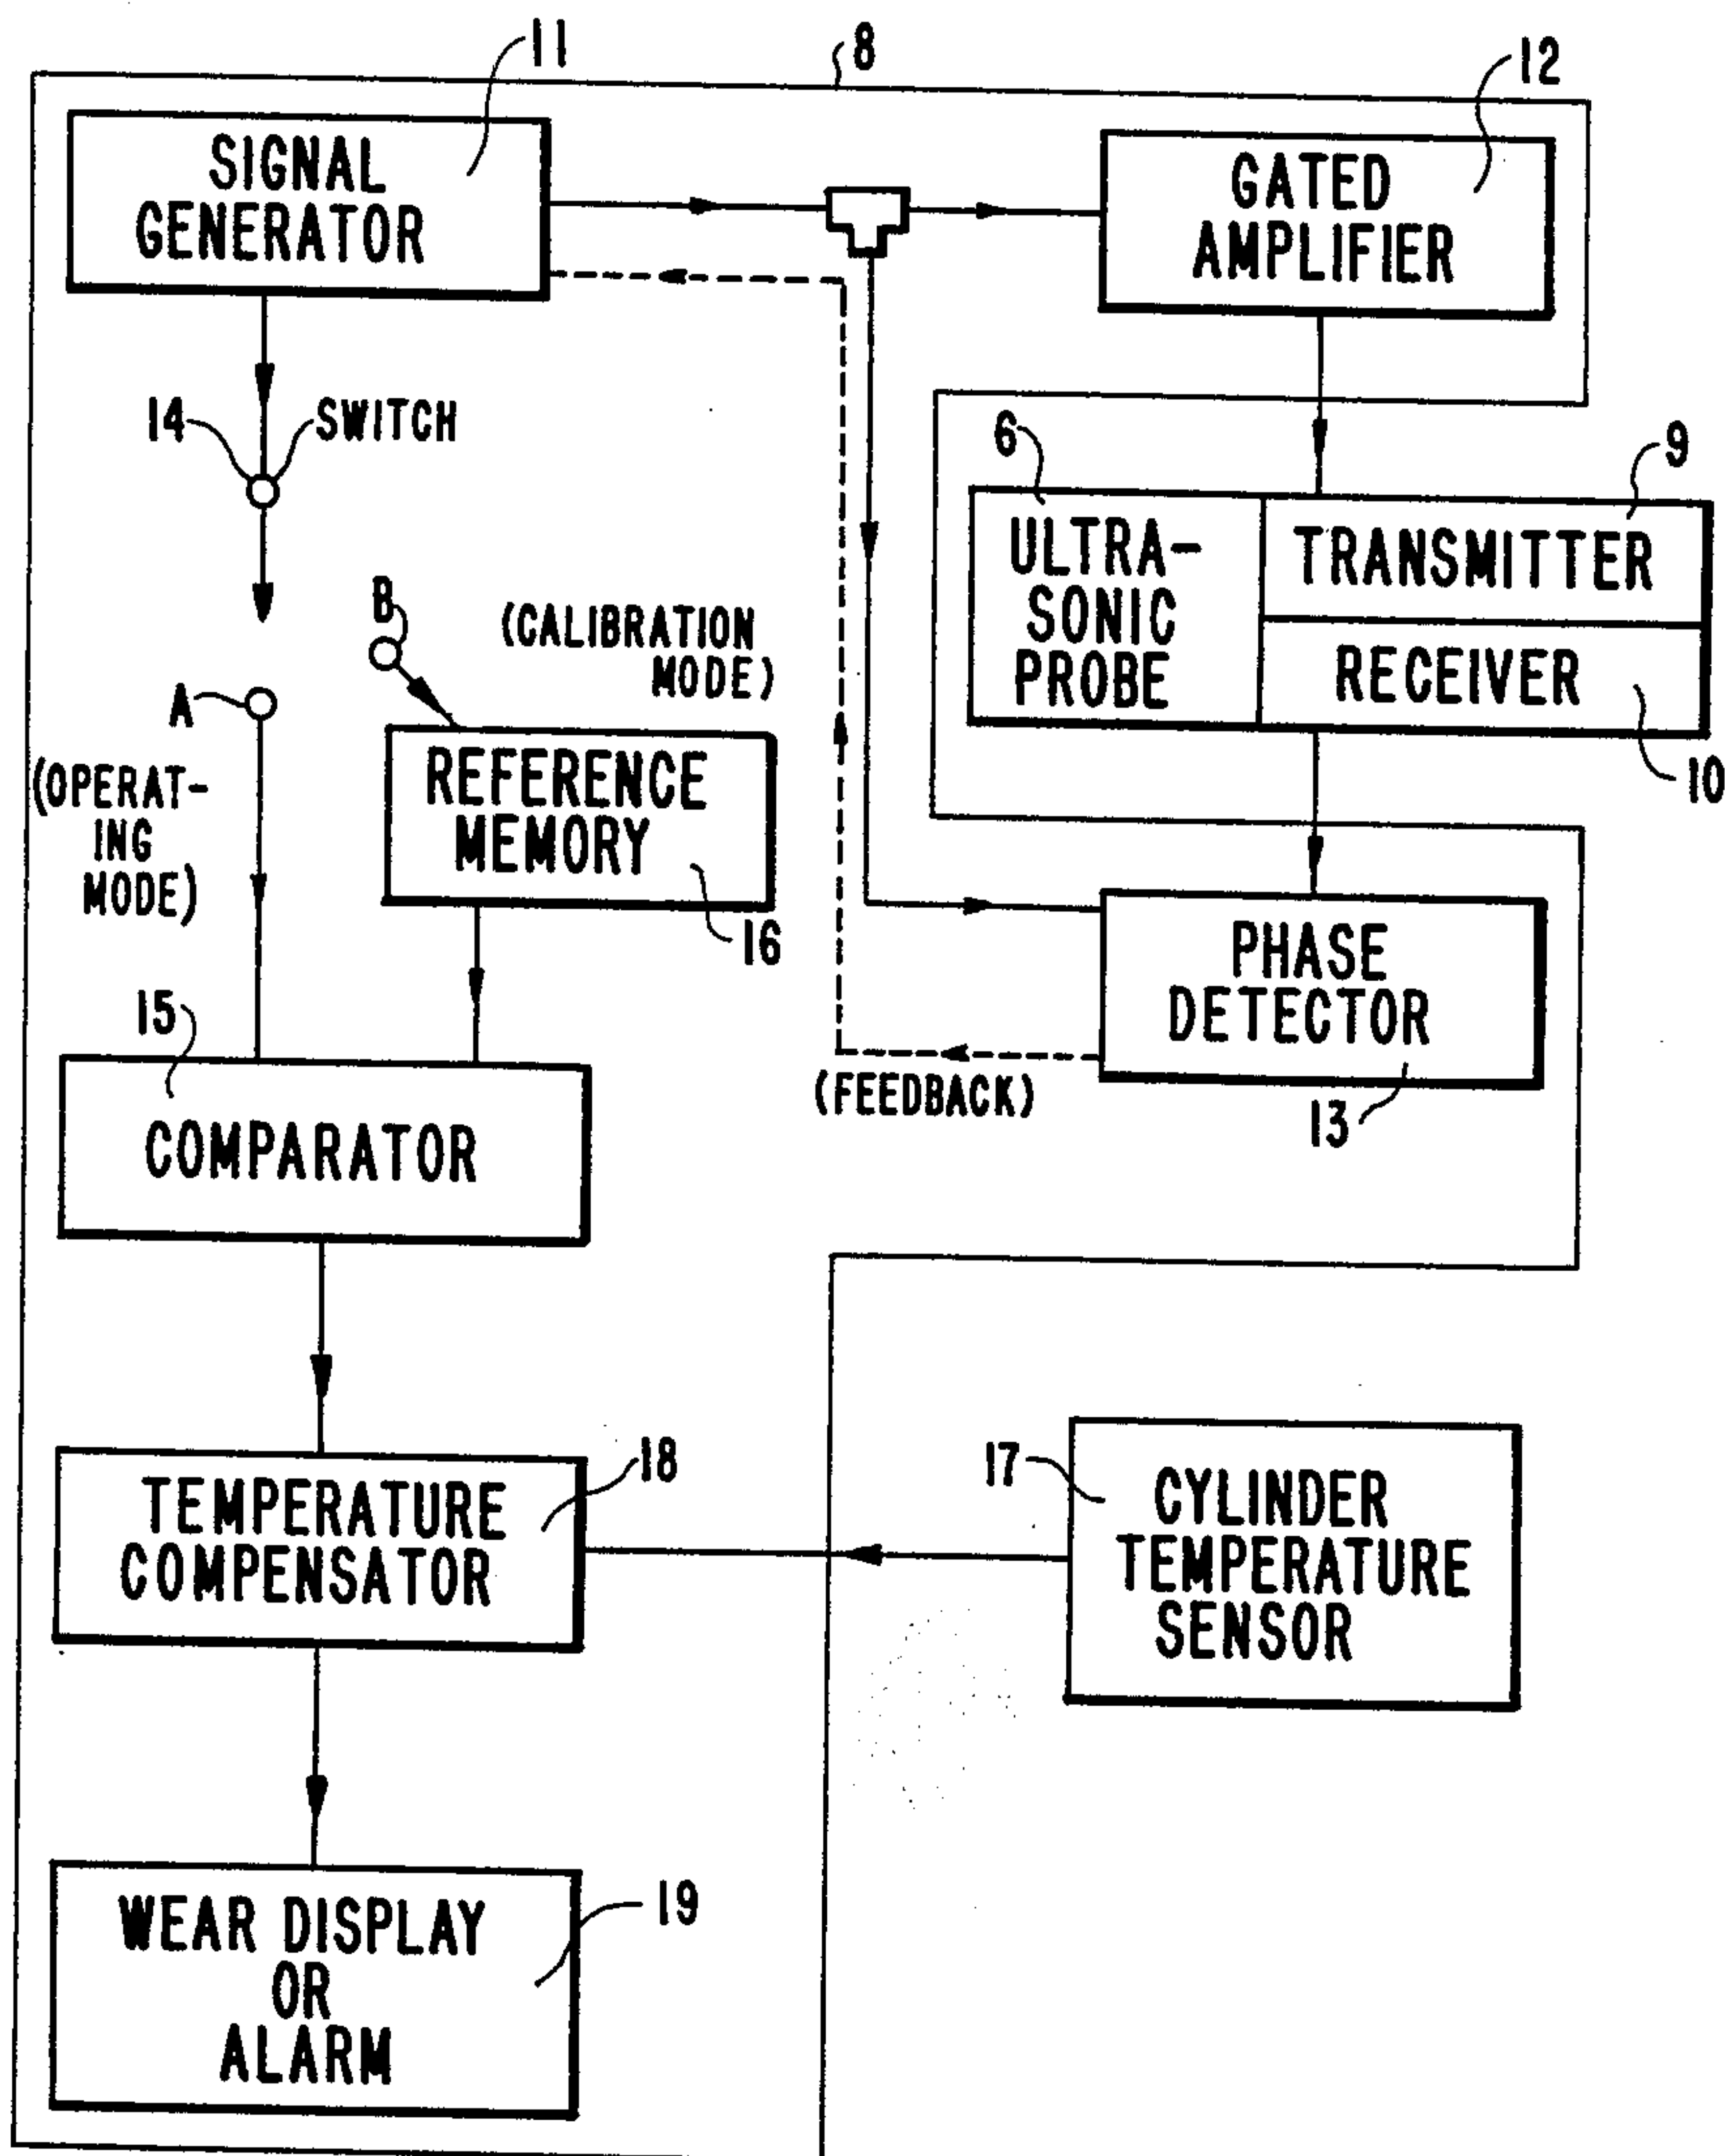 8
11
SIGNAL
GENERATOR
12
GATED
AMPLIFIER
14
SWITCH
6
ULTRA-
SONIC
PROBE
9
TRANSMITTER
RECEIVER
10
B
(CALIBRATION
MODE)
A
(OPERAT-
ING
MODE)
REFERENCE
MEMORY
16
PHASE
DETECTOR
13
(FEEDBACK)
15
COMPARATOR
18
TEMPERATURE
COMPENSATOR
17
CYLINDER
TEMPERATURE
SENSOR
19
WEAR DISPLAY
OR
ALARM